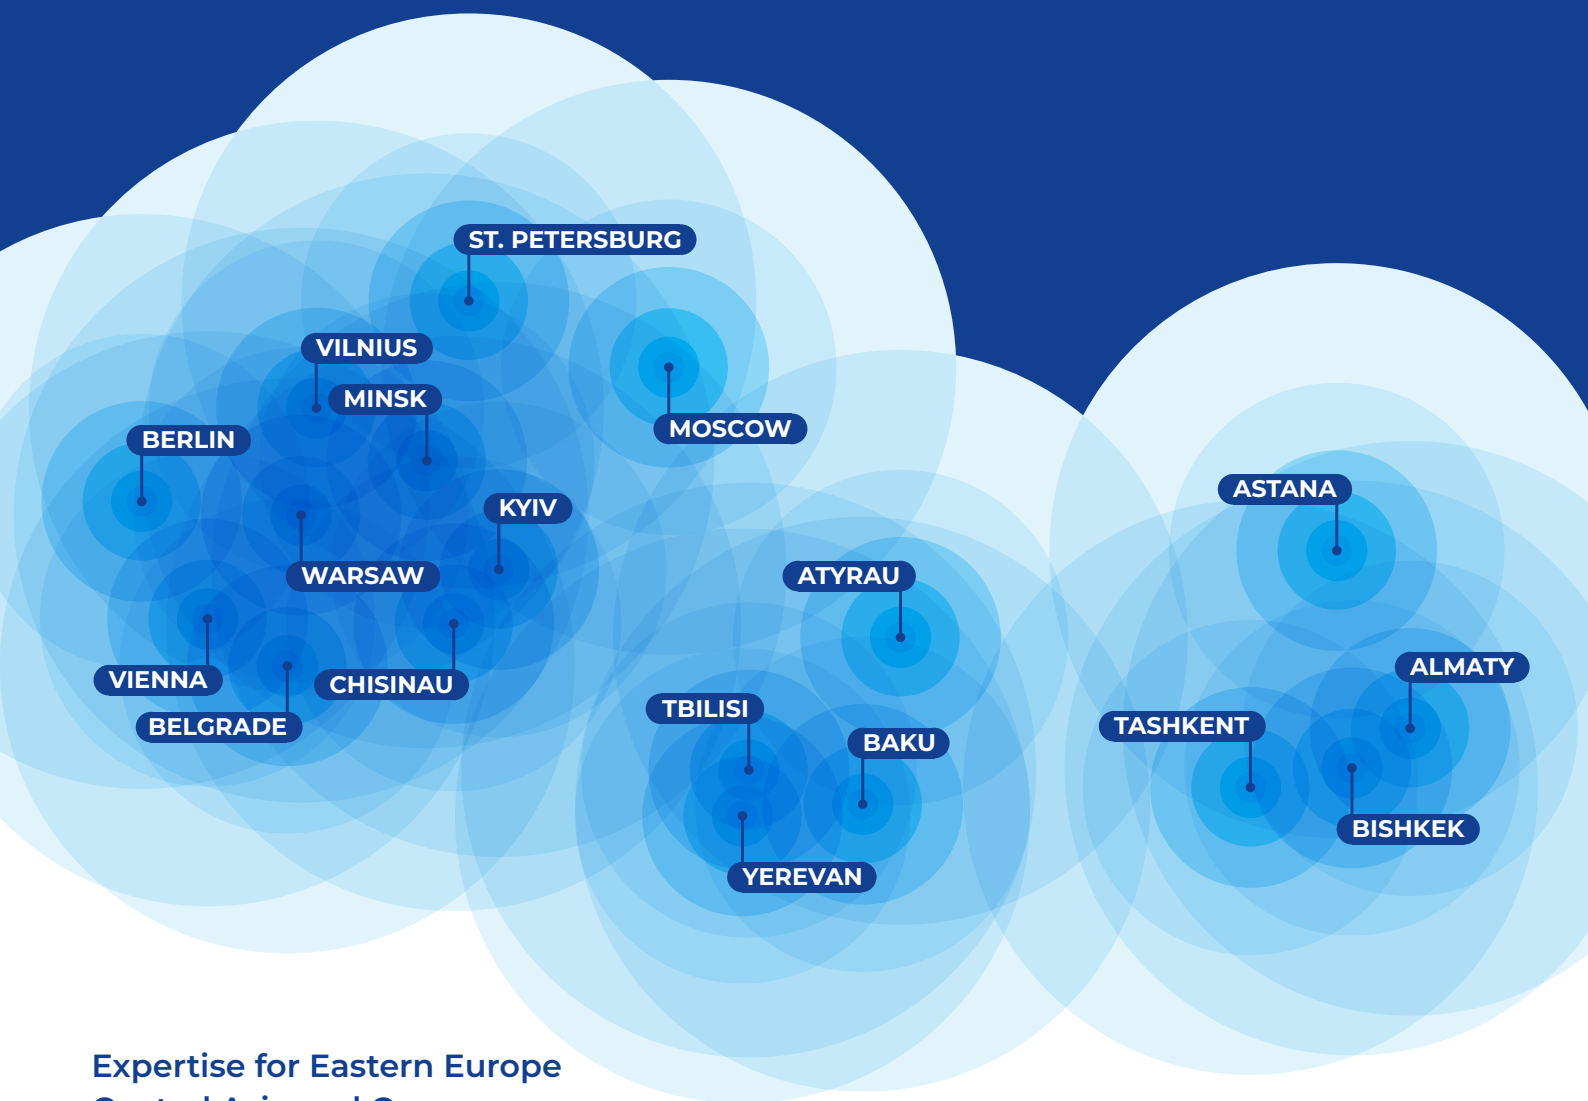 ST. PETERSBURG
VILNIUS
MINSK
MOSCOW
BERLIN
ASTANA
KYIV
WARSAW
ATYRAU
ALMATY
VIENNA
CHISINAU
TBILISI
BELGRADE
TASHKENT
BAKU
BISHKEK
YEREVAN
Expertise for Eastern Europe